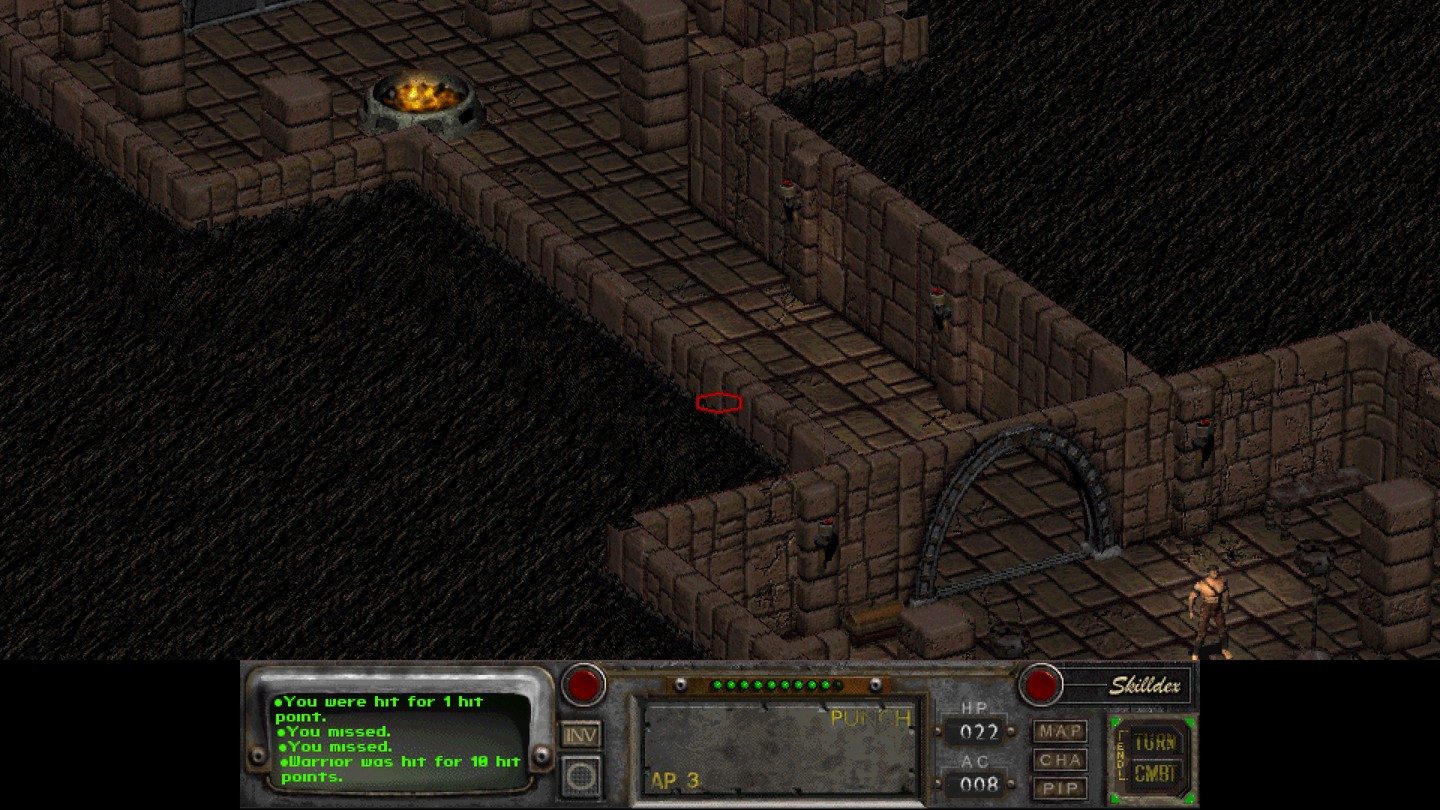 ●You were hit for 1 hit
point.
●You missed.
●You missed.
●Warrior was hit for 10 hit
points.
INV
PUNCH
AP 3
HP
022
AC
008
Skilldex
MAP
CHA
PIP
TURN
CMBT